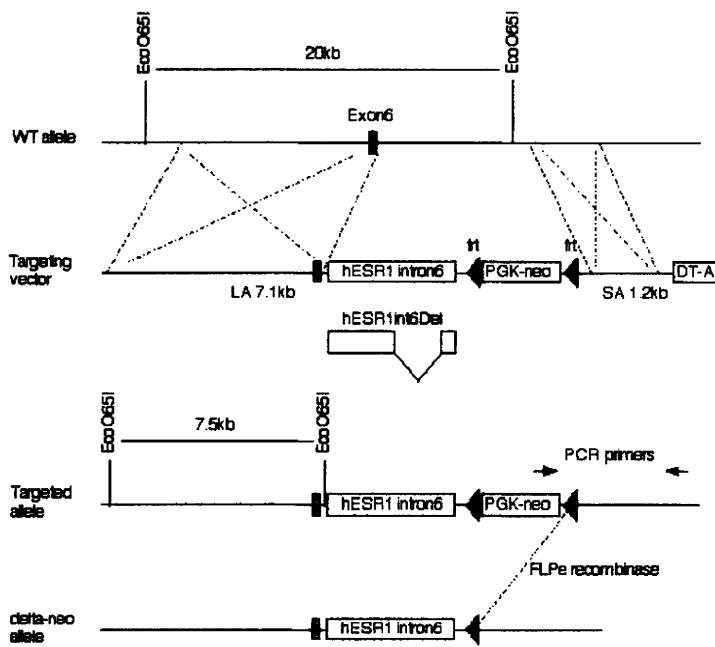 EcoO65I
EcoO65I
20kb
Exon6
WT allele
Targeting
vector
frt
frt
hESR1 intron6
PGK-neo
DT-A
LA 7.1kb
SA 1.2kb
hESR1int6Del
EcoO65I
EcoO65I
7.5kb
PCR primers
Targeted
allele
hESR1 intron6
PGK-neo
FLPe recombinase
delta-neo
allele
hESR1 intron6